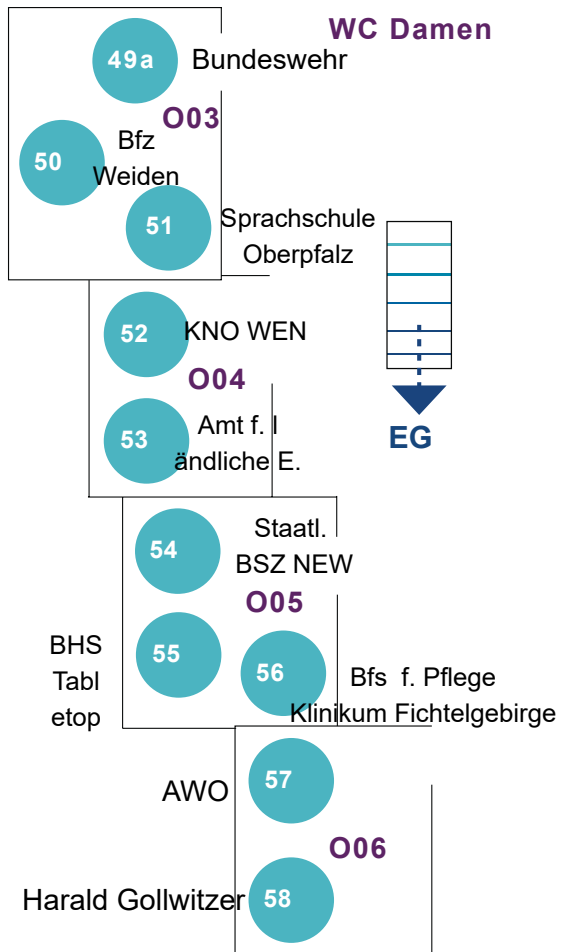 WC Damen
49a Bundeswehr
O03
50 Bfz
Weiden
51 Sprachschule
Oberpfalz
52 KNO WEN
O04
53 Amt f. l
ändliche E.
EG
54 Staatl.
BSZ NEW
O05
BHS
Tabl
etop
55
56 Bfs f. Pflege
Klinikum Fichtelgebirge
AWO 57
O06
Harald Gollwitzer 58